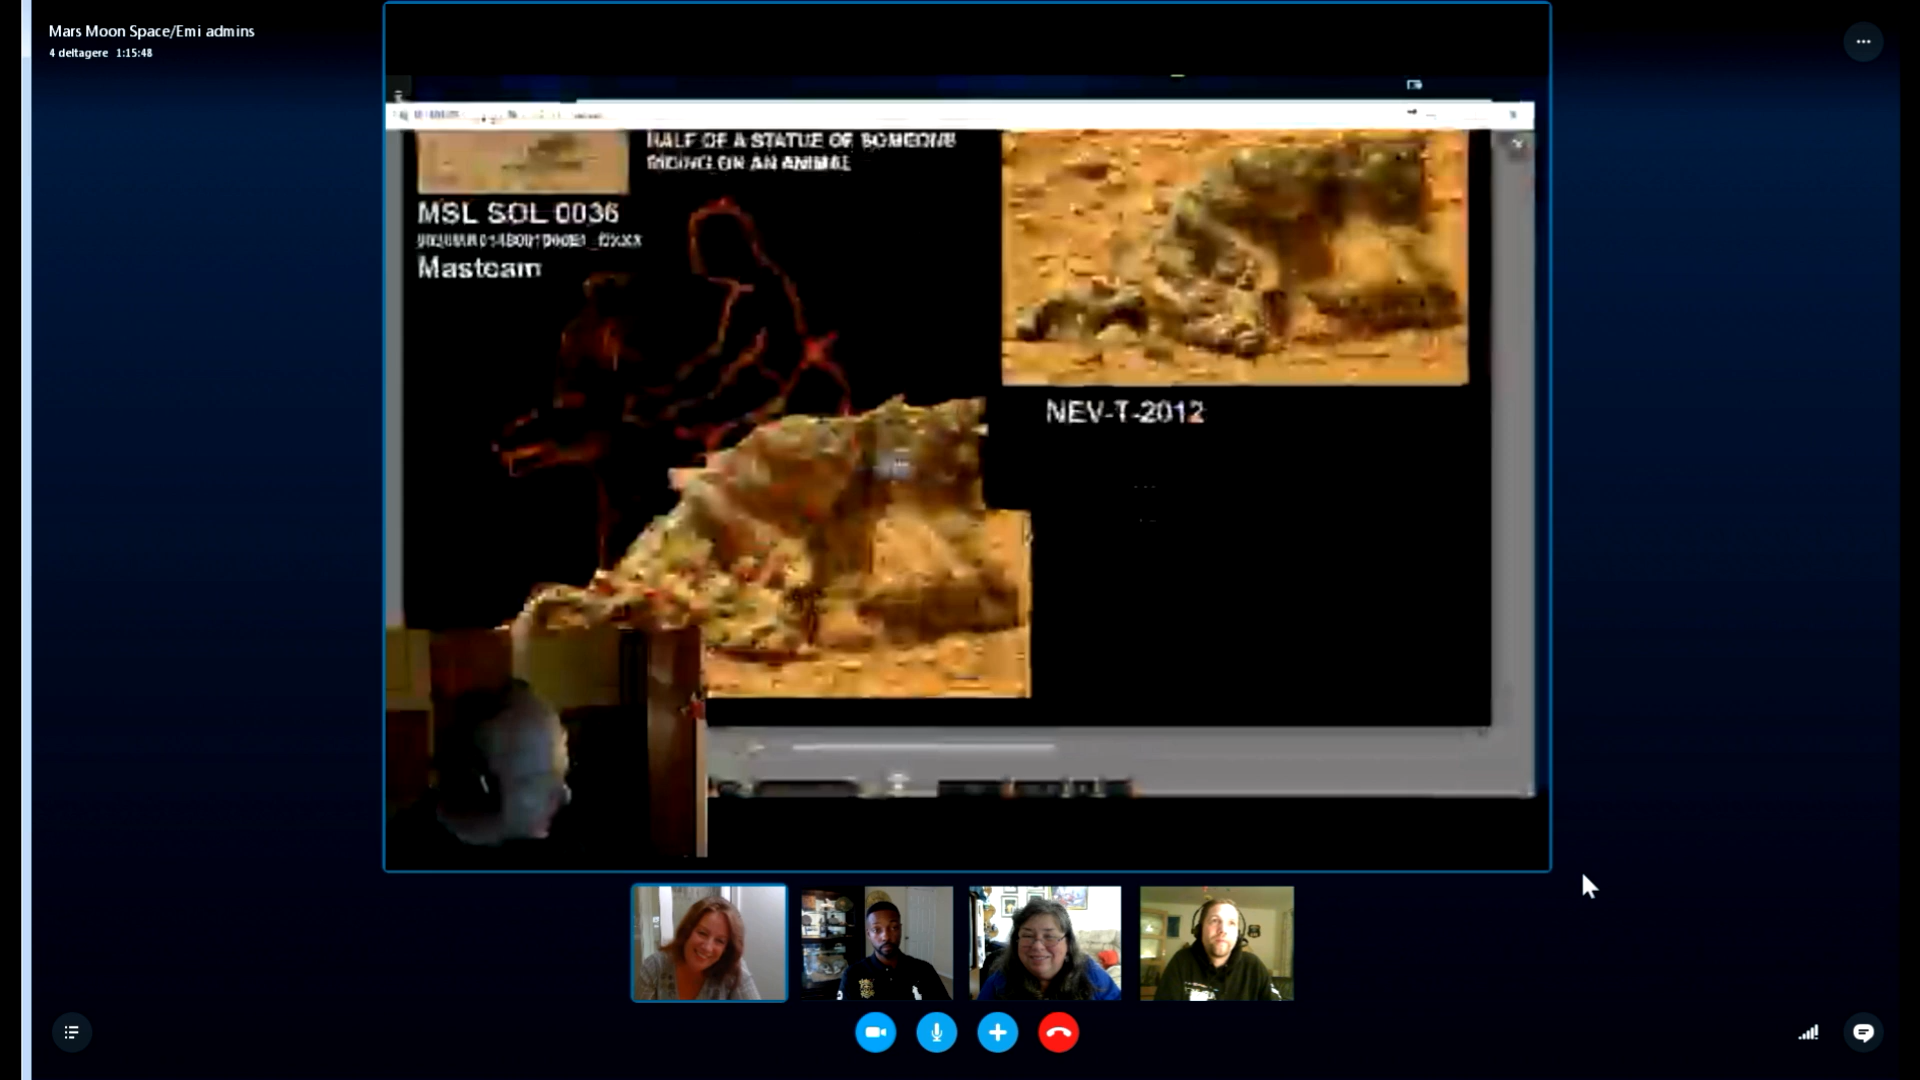 Mars Moon Space/Emi admins
4 deltagere 1:15:48
HALF OF A STATUE OF SOMEONE
RIDING ON AN ANIMAL
MSL SOL 0036
Mastcam
NEV-T-2012